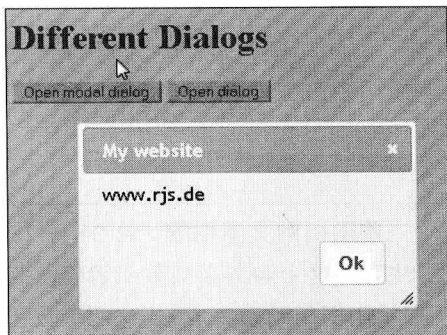 Different Dialogs
Open modal dialog Open dialog
My website ×
www.rjs.de
Ok